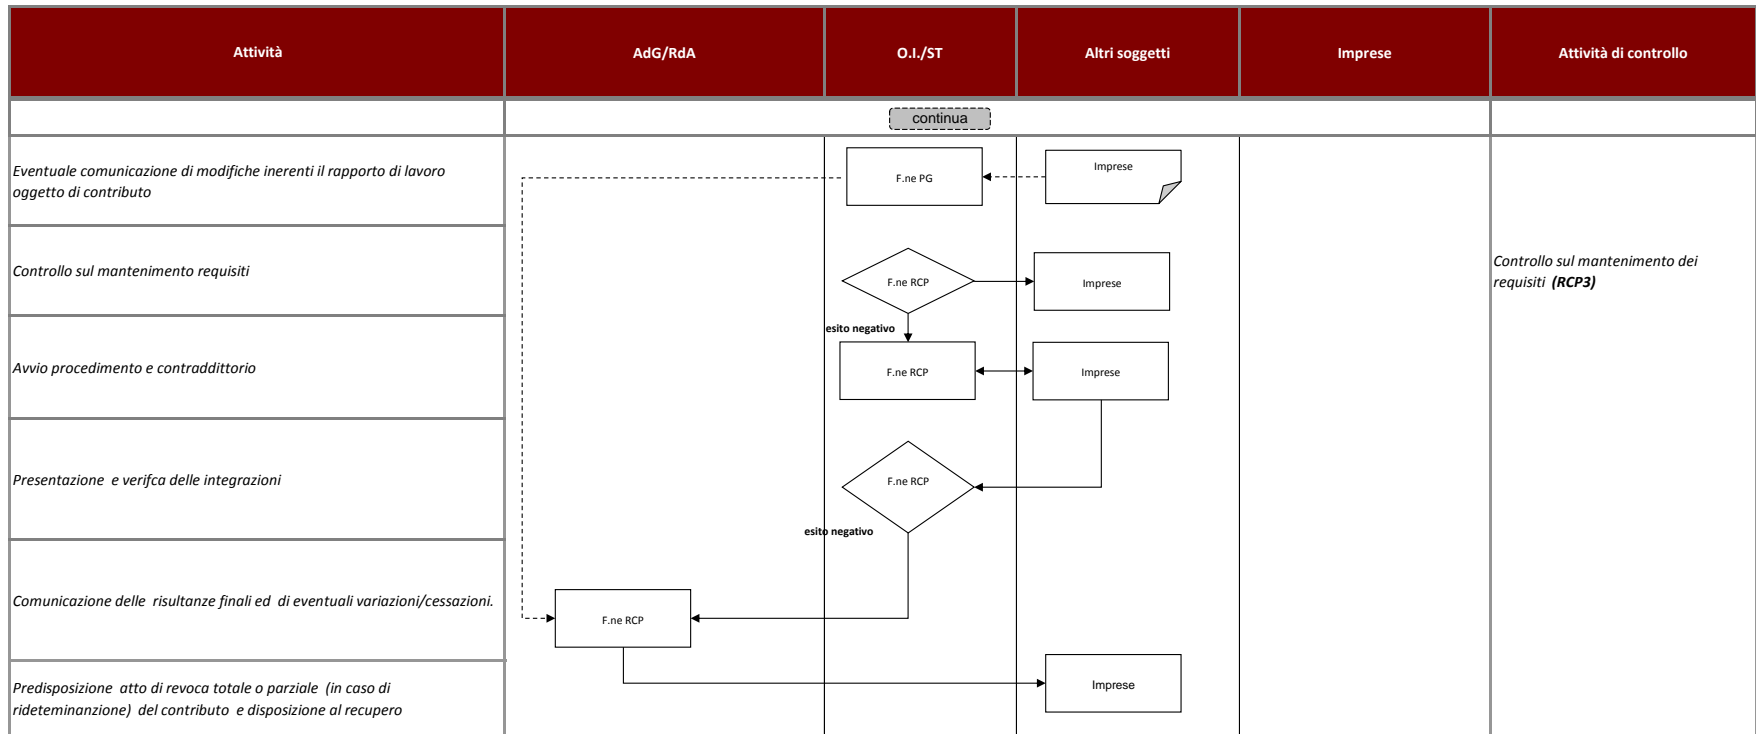 Attività
AdG/RdA
O.I./ST
Altri soggetti
Imprese
Attività di controllo
continua
Eventuale comunicazione di modifiche inerenti il rapporto di lavoro
oggetto di contributo
F.ne PG
Imprese
Controllo sul mantenimento requisiti
F.ne RCP
Imprese
Controllo sul mantenimento dei
requisiti (RCP3)
esito negativo
Avvio procedimento e contraddittorio
F.ne RCP
Imprese
Presentazione e verifca delle integrazioni
F.ne RCP
esito negativo
Comunicazione delle risultanze finali ed di eventuali variazioni/cessazioni.
F.ne RCP
Predisposizione atto di revoca totale o parziale (in caso di
rideteminanzione) del contributo e disposizione al recupero
Imprese